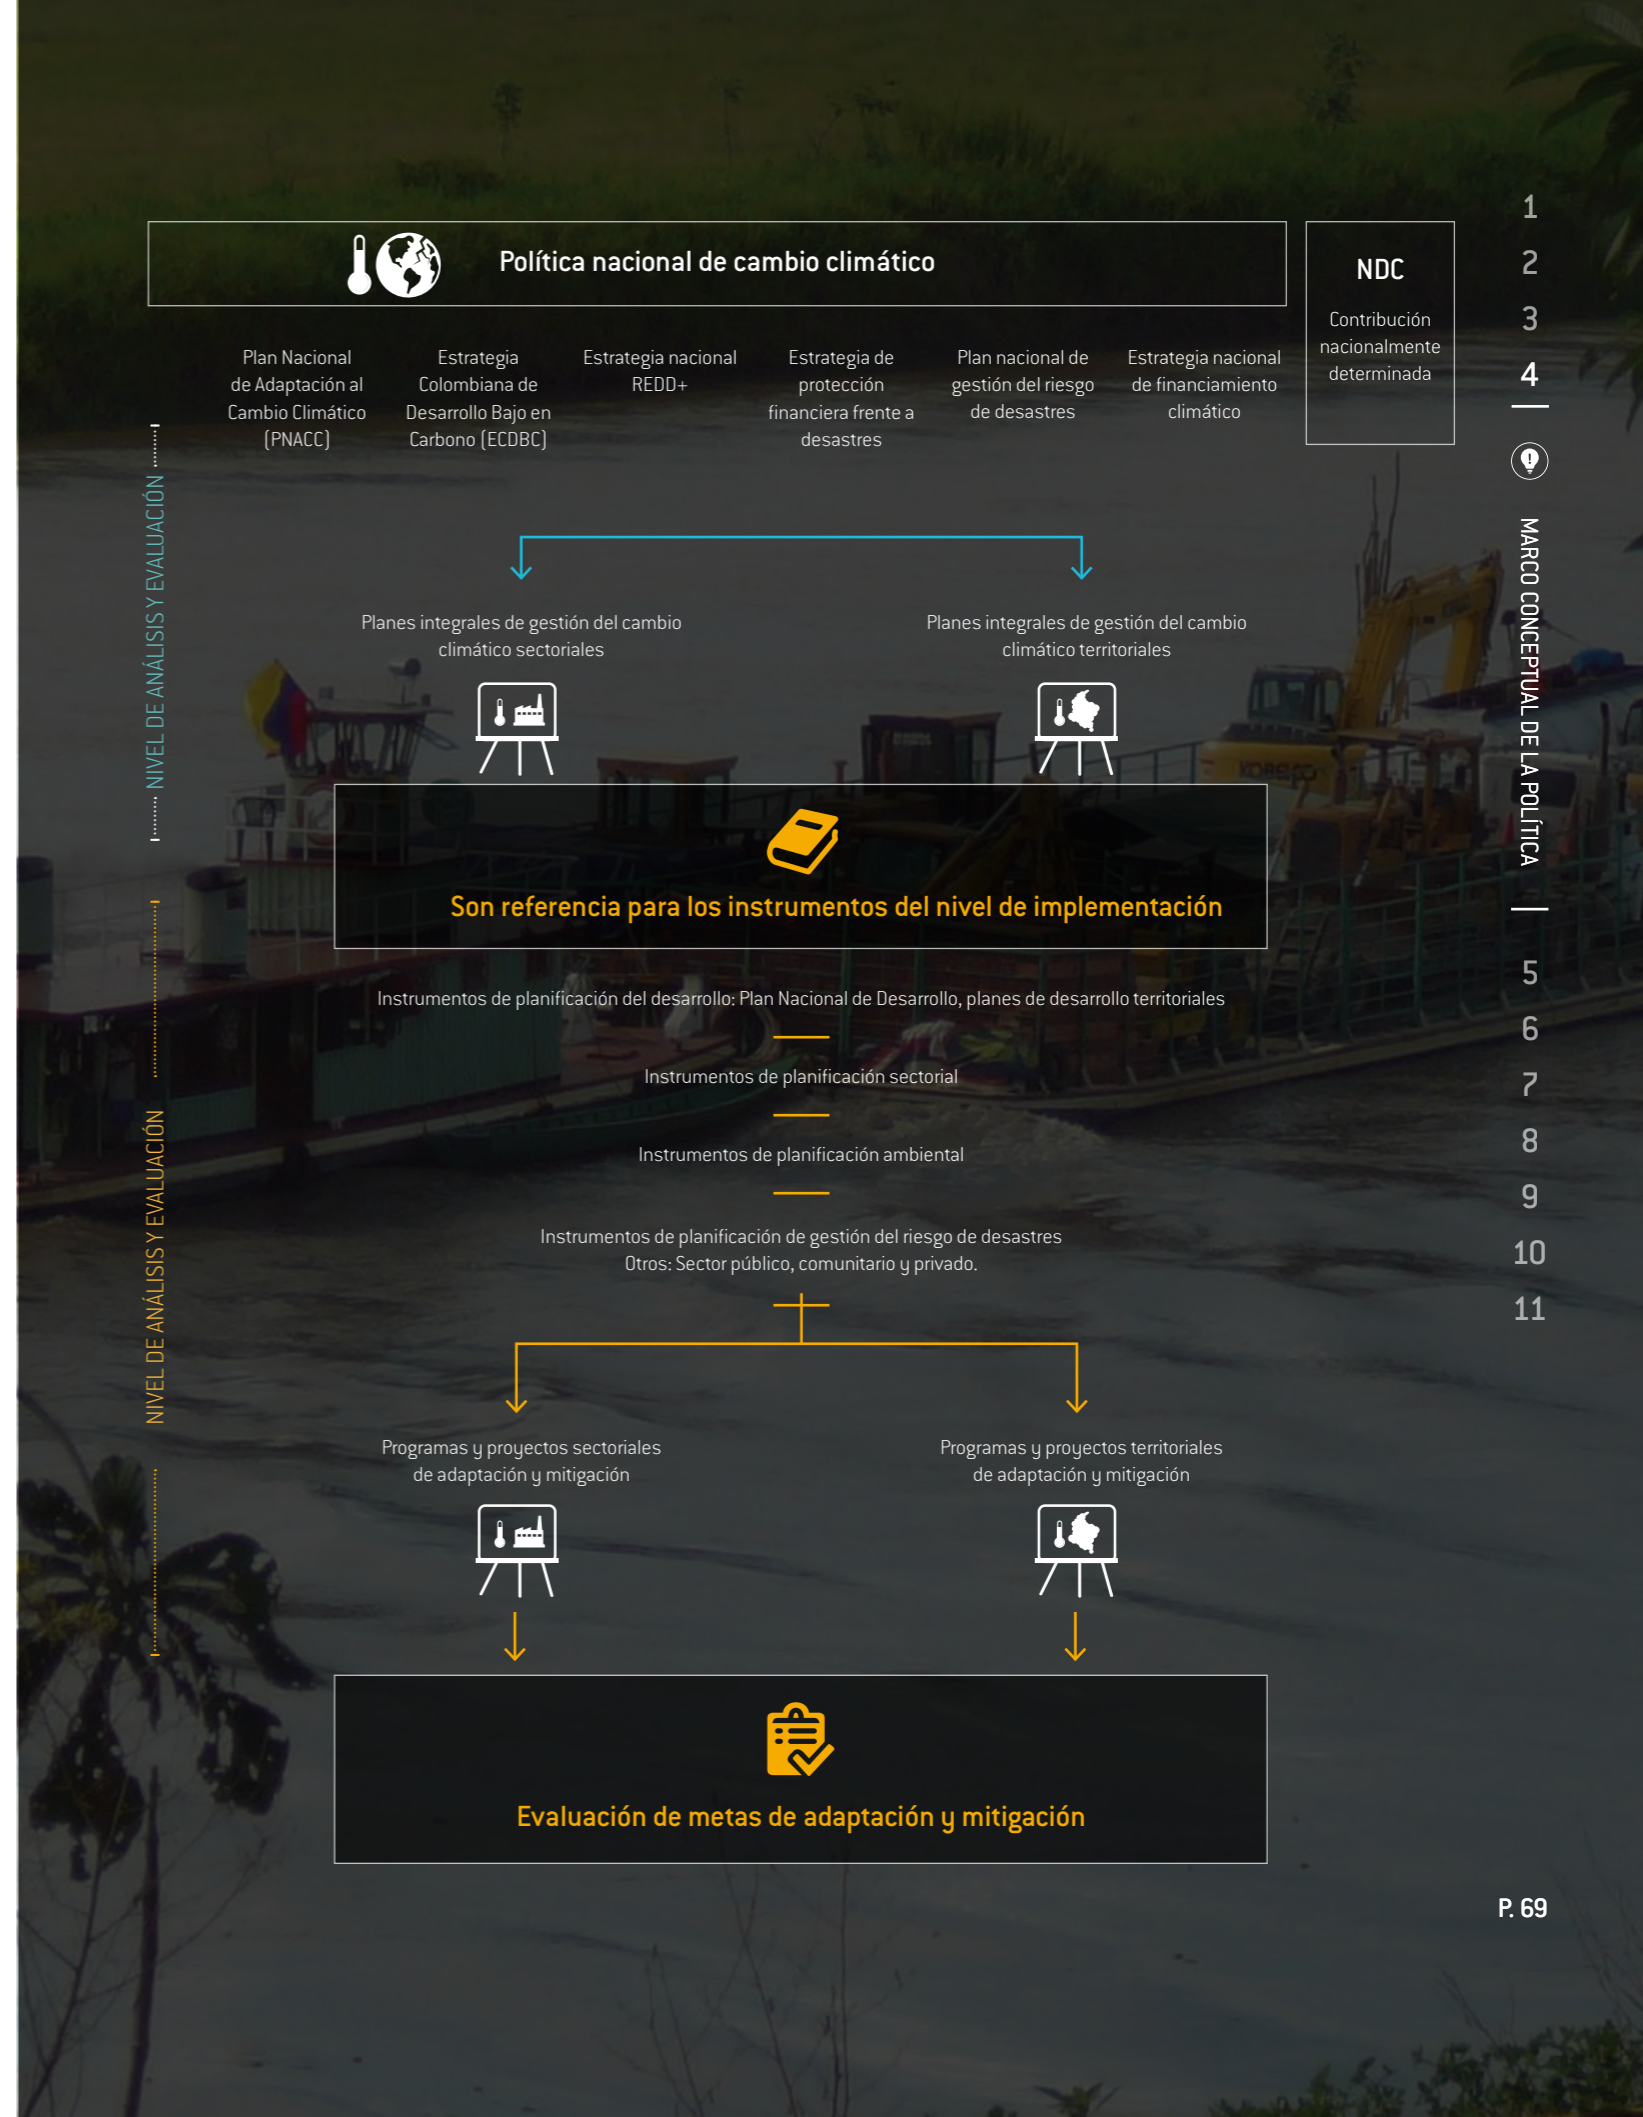 Política nacional de cambio climático
NDC
Contribución
nacionalmente
determinada
Plan Nacional
de Adaptación al
Cambio Climático
(PNACC)
Estrategia
Colombiana de
Desarrollo Bajo en
Carbono (ECDBC)
Estrategia nacional
REDD+
Estrategia de
protección
financiera frente a
desastres
Plan nacional de
gestión del riesgo
de desastres
Estrategia nacional
de financiamiento
climático
NIVEL DE ANÁLISIS Y EVALUACIÓN
Planes integrales de gestión del cambio
climático sectoriales
Planes integrales de gestión del cambio
climático territoriales
Son referencia para los instrumentos del nivel de implementación
NIVEL DE ANÁLISIS Y EVALUACIÓN
Instrumentos de planificación del desarrollo: Plan Nacional de Desarrollo, planes de desarrollo territoriales
Instrumentos de planificación sectorial
Instrumentos de planificación ambiental
Instrumentos de planificación de gestión del riesgo de desastres
Otros: Sector público, comunitario y privado.
Programas y proyectos sectoriales
de adaptación y mitigación
Programas y proyectos territoriales
de adaptación y mitigación
Evaluación de metas de adaptación y mitigación
1
2
3
4
MARCO CONCEPTUAL DE LA POLÍTICA
5
6
7
8
9
10
11
P. 69
KOBELCO